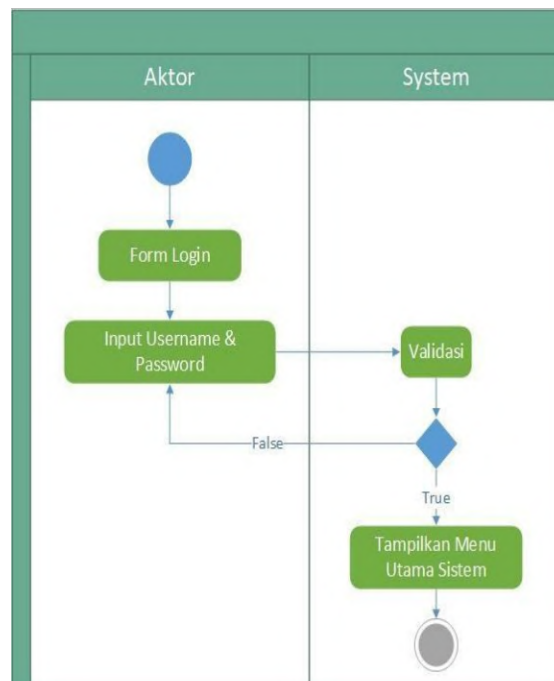 Aktor
System
Form Login
Input Username &
Password
Validasi
False
True
Tampilkan Menu
Utama Sistem